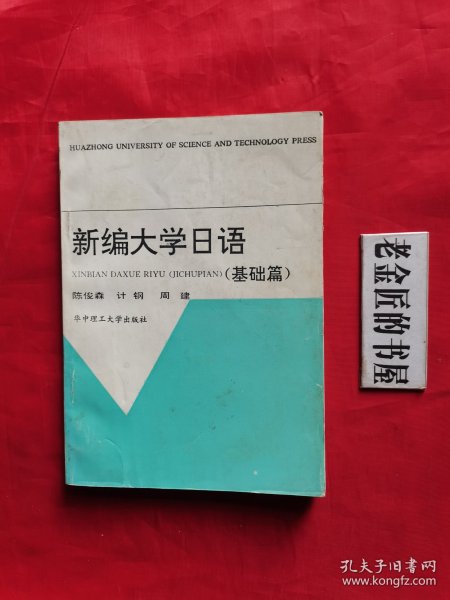 HUAZHONG UNIVERSITY OF SCIENCE AND TECHNOLOGY PRESS
新编大学日语
XINBIAN DAXUE RIYU (JICHUPIAN) (基础篇)
陈俊森 计钢 周建
华中理工大学出版社
老金匠的书屋
孔夫子旧书网
www.kongfz.com